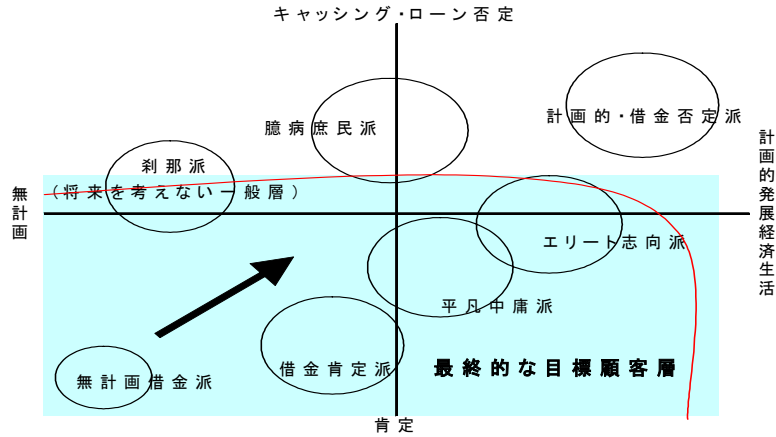 キャッシング・ローン否定
計画的・借金否定派
臆病庶民派
刹那派
(将来を考えない一般層)
無計画
計画的発展経済生活
エリート志向派
平凡中庸派
借金肯定派
最終的な目標顧客層
無計画借金派
肯定